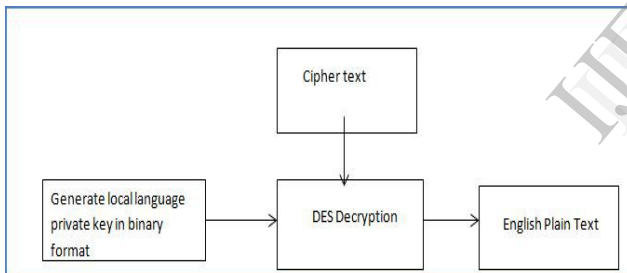 Cipher text
Generate local language
private key in binary
format
DES Decryption
English Plain Text